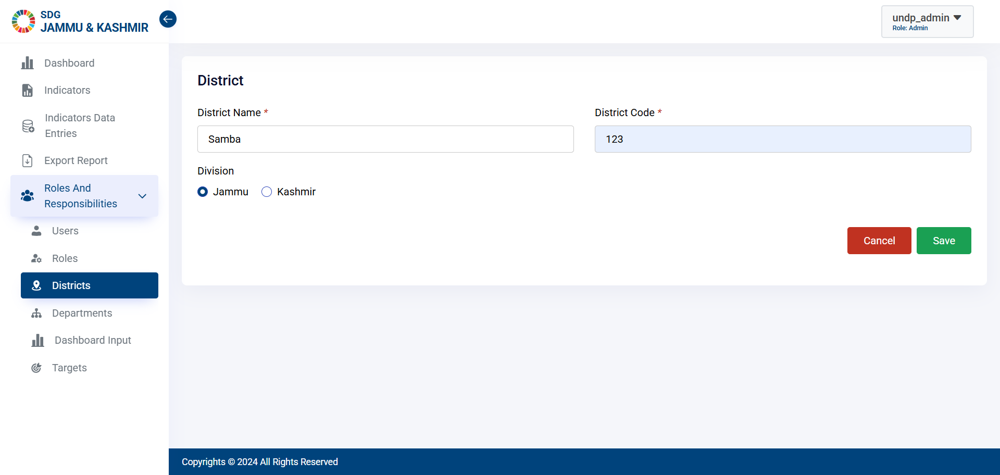 SDG
JAMMU & KASHMIR
undp_admin
Role: Admin
Dashboard
Indicators
Indicators Data
Entries
Export Report
Roles And
Responsibilities
Users
Roles
Districts
Departments
Dashboard Input
Targets
District
District Name *
District Code *
Samba
123
Division
Jammu
Kashmir
Cancel
Save
Copyrights © 2024 All Rights Reserved